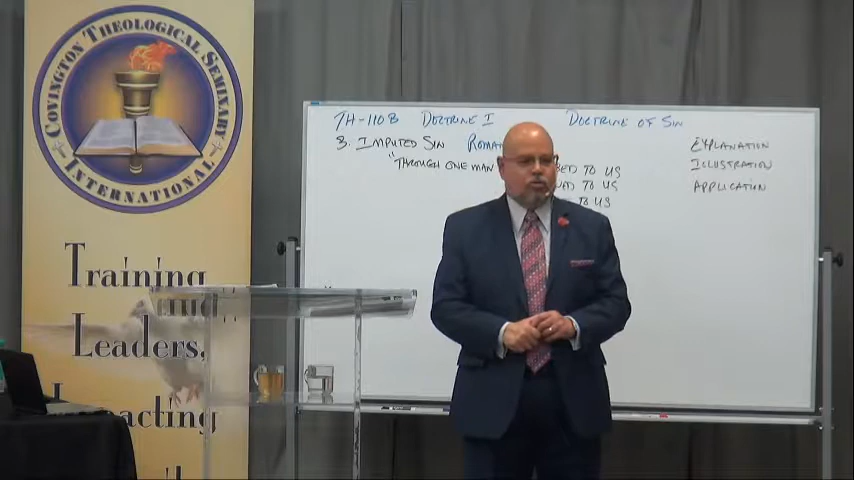 COVINGTON THEOLOGICAL SEMINARY
INTERNATIONAL
Training
Leaders,
TH-110B DOCTRINE I DOCTRINE OF SIN
3. IMPUTED SIN
"THROUGH ONE MAN TO US
TO US
TO US
EXPLANATION
ILLUSTRATION
APPLICATION